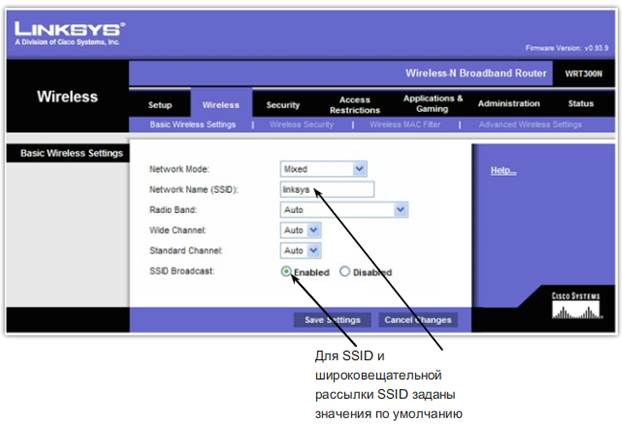 LINKSYS®
A Division of Cisco Systems, Inc.
Firmware Version: v0.93.9
Wireless-N Broadband Router WRT300N
Wireless
Setup Wireless Security Access Restrictions Applications & Gaming Administration Status
Basic Wireless Settings | Wireless Security | Wireless MAC Filter | Advanced Wireless Settings
Basic Wireless Settings
Network Mode: Mixed
Network Name (SSID): linksys
Radio Band: Auto
Wide Channel: Auto
Standard Channel: Auto
SSID Broadcast: Enabled Disabled
Help...
CISCO SYSTEMS
Save Settings Cancel Changes
Для SSID и
широковещательной
рассылки SSID заданы
значения по умолчанию